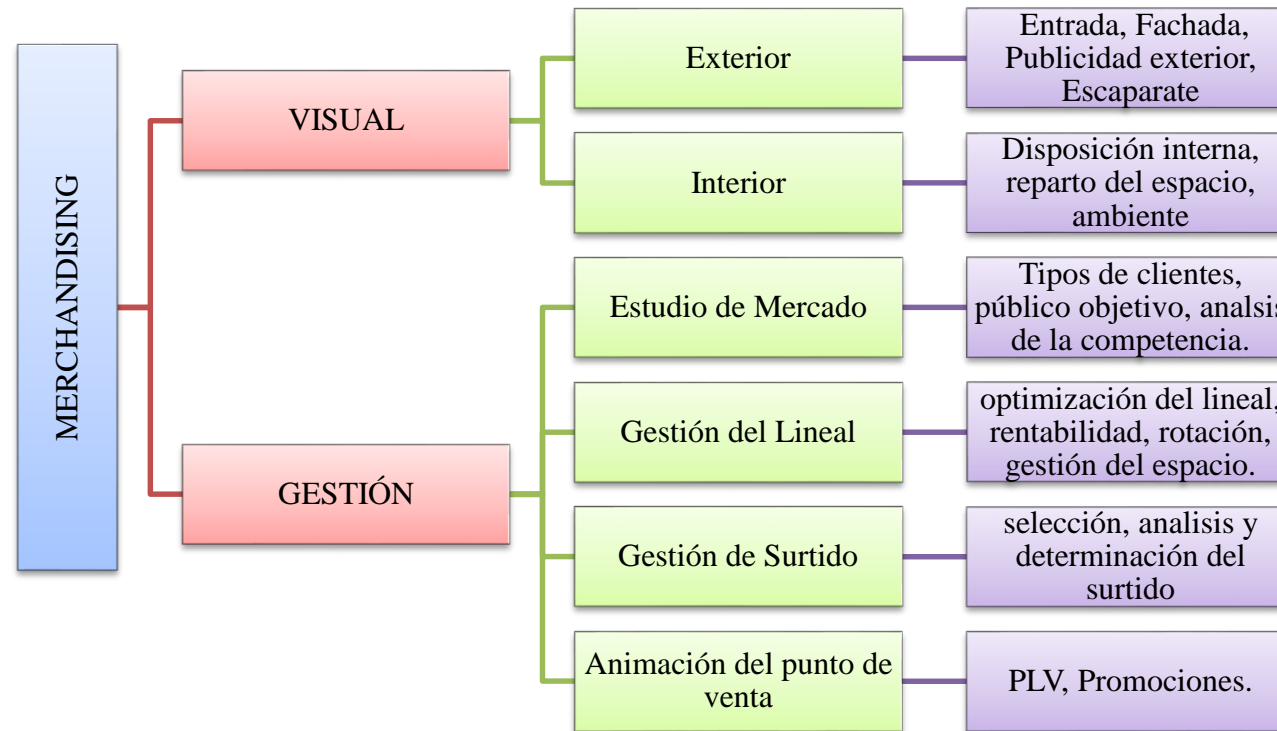 MERCHANDISING
VISUAL
Exterior
Entrada, Fachada,
Publicidad exterior,
Escaparate
Interior
Disposición interna,
reparto del espacio,
ambiente
GESTIÓN
Estudio de Mercado
Tipos de clientes,
público objetivo, analsis
de la competencia.
Gestión del Lineal
optimización del lineal,
rentabilidad, rotación,
gestión del espacio.
Gestión de Surtido
selección, analisis y
determinación del
surtido
Animación del punto de
venta
PLV, Promociones.